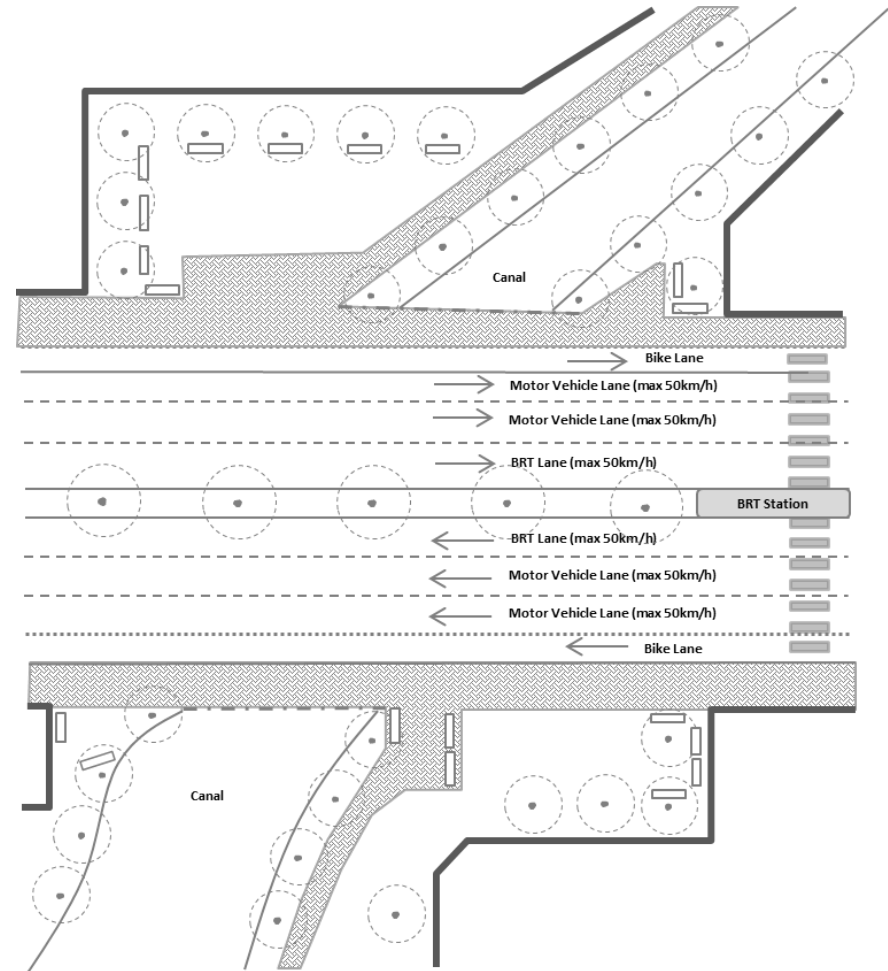 Canal
Bike Lane
Motor Vehicle Lane (max 50km/h)
Motor Vehicle Lane (max 50km/h)
BRT Lane (max 50km/h)
BRT Station
BRT Lane (max 50km/h)
Motor Vehicle Lane (max 50km/h)
Motor Vehicle Lane (max 50km/h)
Bike Lane
Canal